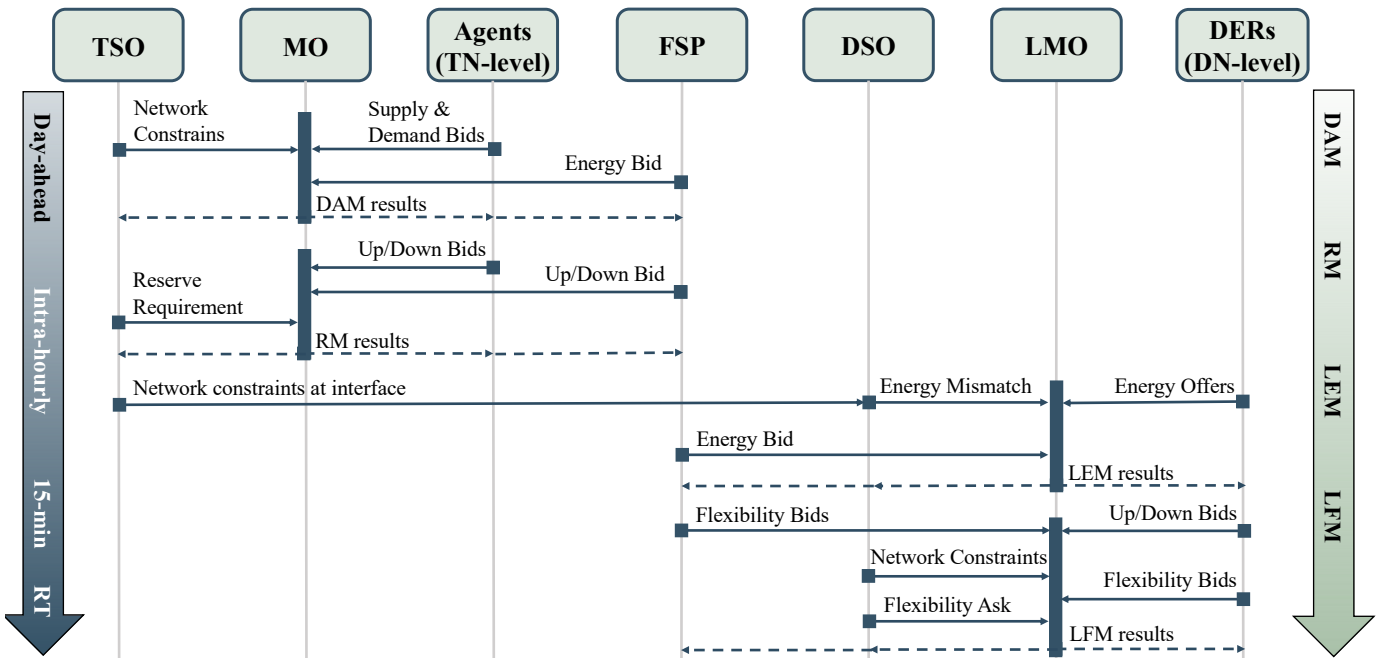 TSO
MO
Agents
(TN-level)
FSP
DSO
LMO
DERs
(DN-level)
Day-ahead
Intra-hourly
15-min
RT
Network
Constrains
Supply &
Demand Bids
Energy Bid
DAM results
Up/Down Bids
Up/Down Bid
Reserve
Requirement
RM results
Network constraints at interface
Energy Mismatch
Energy Offers
Energy Bid
LEM results
Flexibility Bids
Up/Down Bids
Network Constraints
Flexibility Bids
Flexibility Ask
LFM results
DAM
RM
LEM
LFM